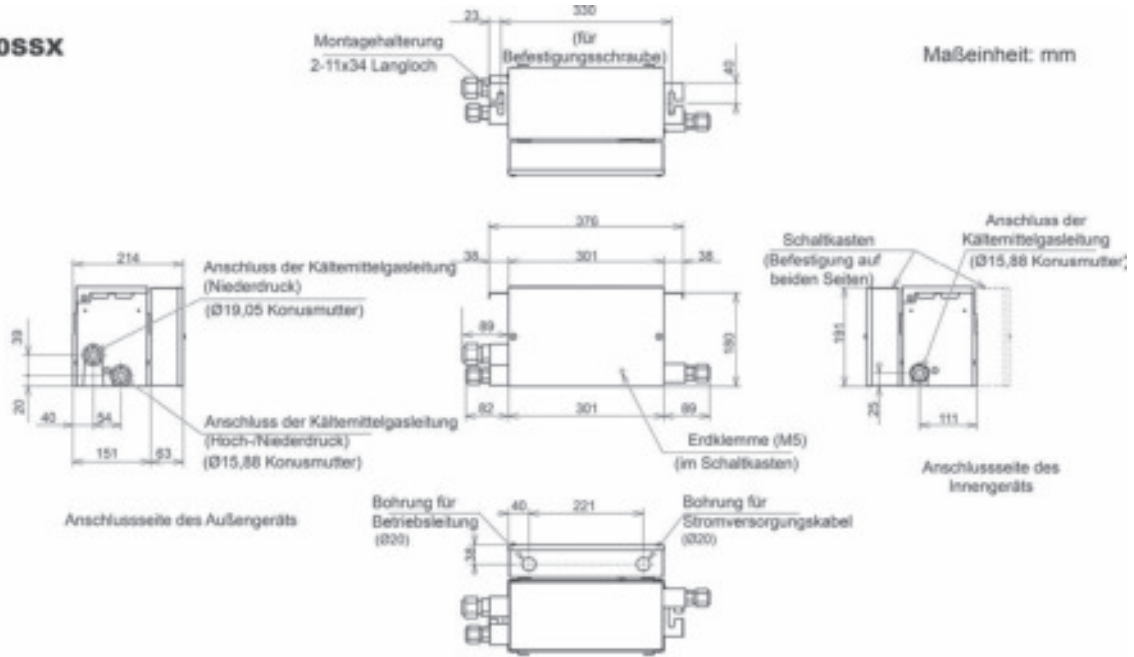 0SSX
Maßeinheit: mm
Montagehalterung
2-11x34 Langloch
23
330
(für
Befestigungsschraube)
40
376
38
301
38
89
180
82
301
89
Erdklemme (M5)
(im Schaltkasten)
214
Anschluss der Kältemittelgasleitung
(Niederdruck)
(Ø19,05 Konusmutter)
39
20
40
54
151
63
Anschluss der Kältemittelgasleitung
(Hoch-/Niederdruck)
(Ø15,88 Konusmutter)
Anschlussseite des Außengeräts
Schaltkasten
(Befestigung auf
beiden Seiten)
Anschluss der
Kältemittelgasleitung
(Ø15,88 Konusmutter)
191
25
111
Anschlussseite des
Innengeräts
Bohrung für
Betriebsleitung
(Ø20)
40
221
38
Bohrung für
Stromversorgungskabel
(Ø20)